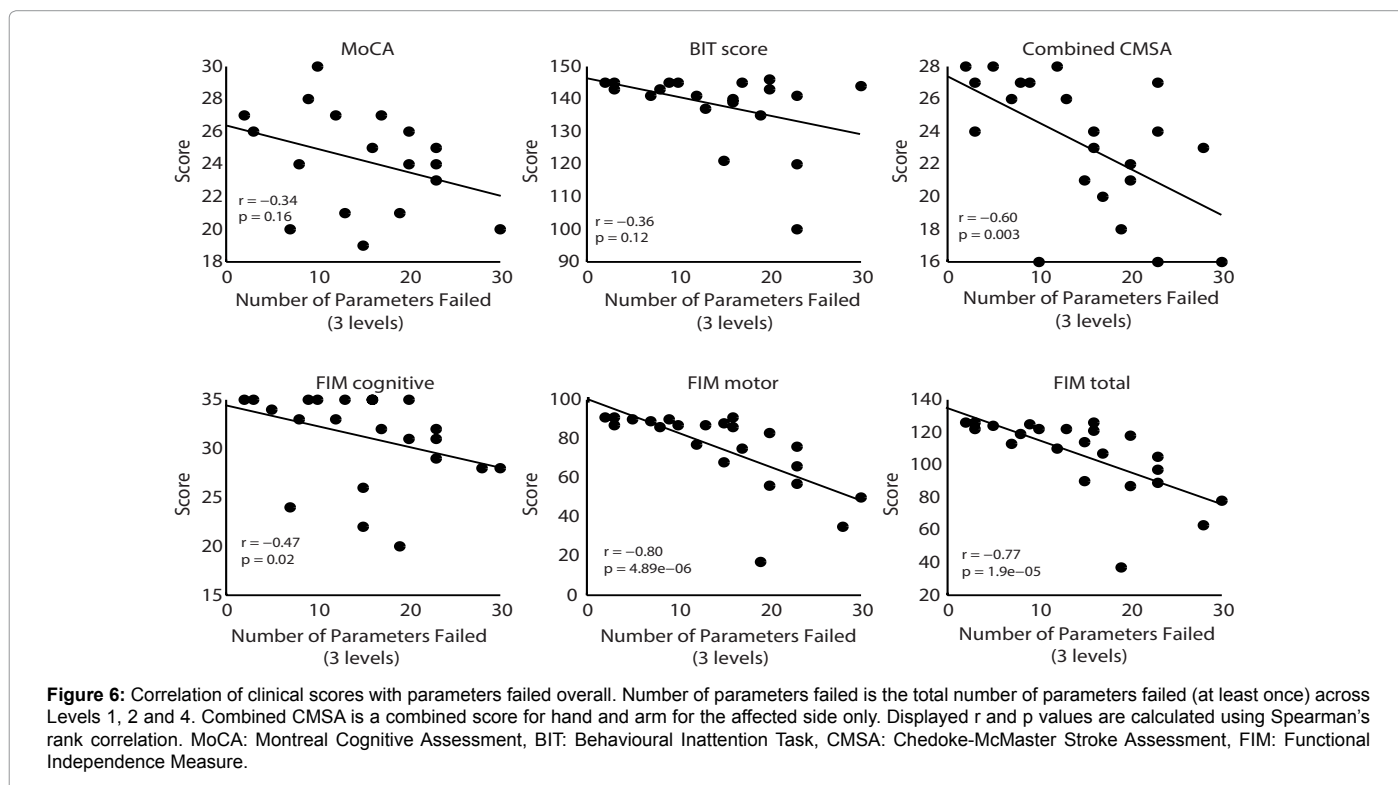 MoCA
30
28
26
24
22
20
18
Score
r = −0.34
p = 0.16
0 10 20 30
Number of Parameters Failed
(3 levels)
BIT score
150
140
130
120
110
100
90
Score
r = −0.36
p = 0.12
0 10 20 30
Number of Parameters Failed
(3 levels)
Combined CMSA
28
26
24
22
20
18
16
Score
r = −0.60
p = 0.003
0 10 20 30
Number of Parameters Failed
(3 levels)
FIM cognitive
35
30
25
20
15
Score
r = −0.47
p = 0.02
0 10 20 30
Number of Parameters Failed
(3 levels)
FIM motor
100
80
60
40
20
0
Score
r = −0.80
p = 4.89e−06
0 10 20 30
Number of Parameters Failed
(3 levels)
FIM total
140
120
100
80
60
40
20
Score
r = −0.77
p = 1.9e−05
0 10 20 30
Number of Parameters Failed
(3 levels)
Figure 6: Correlation of clinical scores with parameters failed overall. Number of parameters failed is the total number of parameters failed (at least once) across
Levels 1, 2 and 4. Combined CMSA is a combined score for hand and arm for the affected side only. Displayed r and p values are calculated using Spearman's
rank correlation. MoCA: Montreal Cognitive Assessment, BIT: Behavioural Inattention Task, CMSA: Chedoke-McMaster Stroke Assessment, FIM: Functional
Independence Measure.